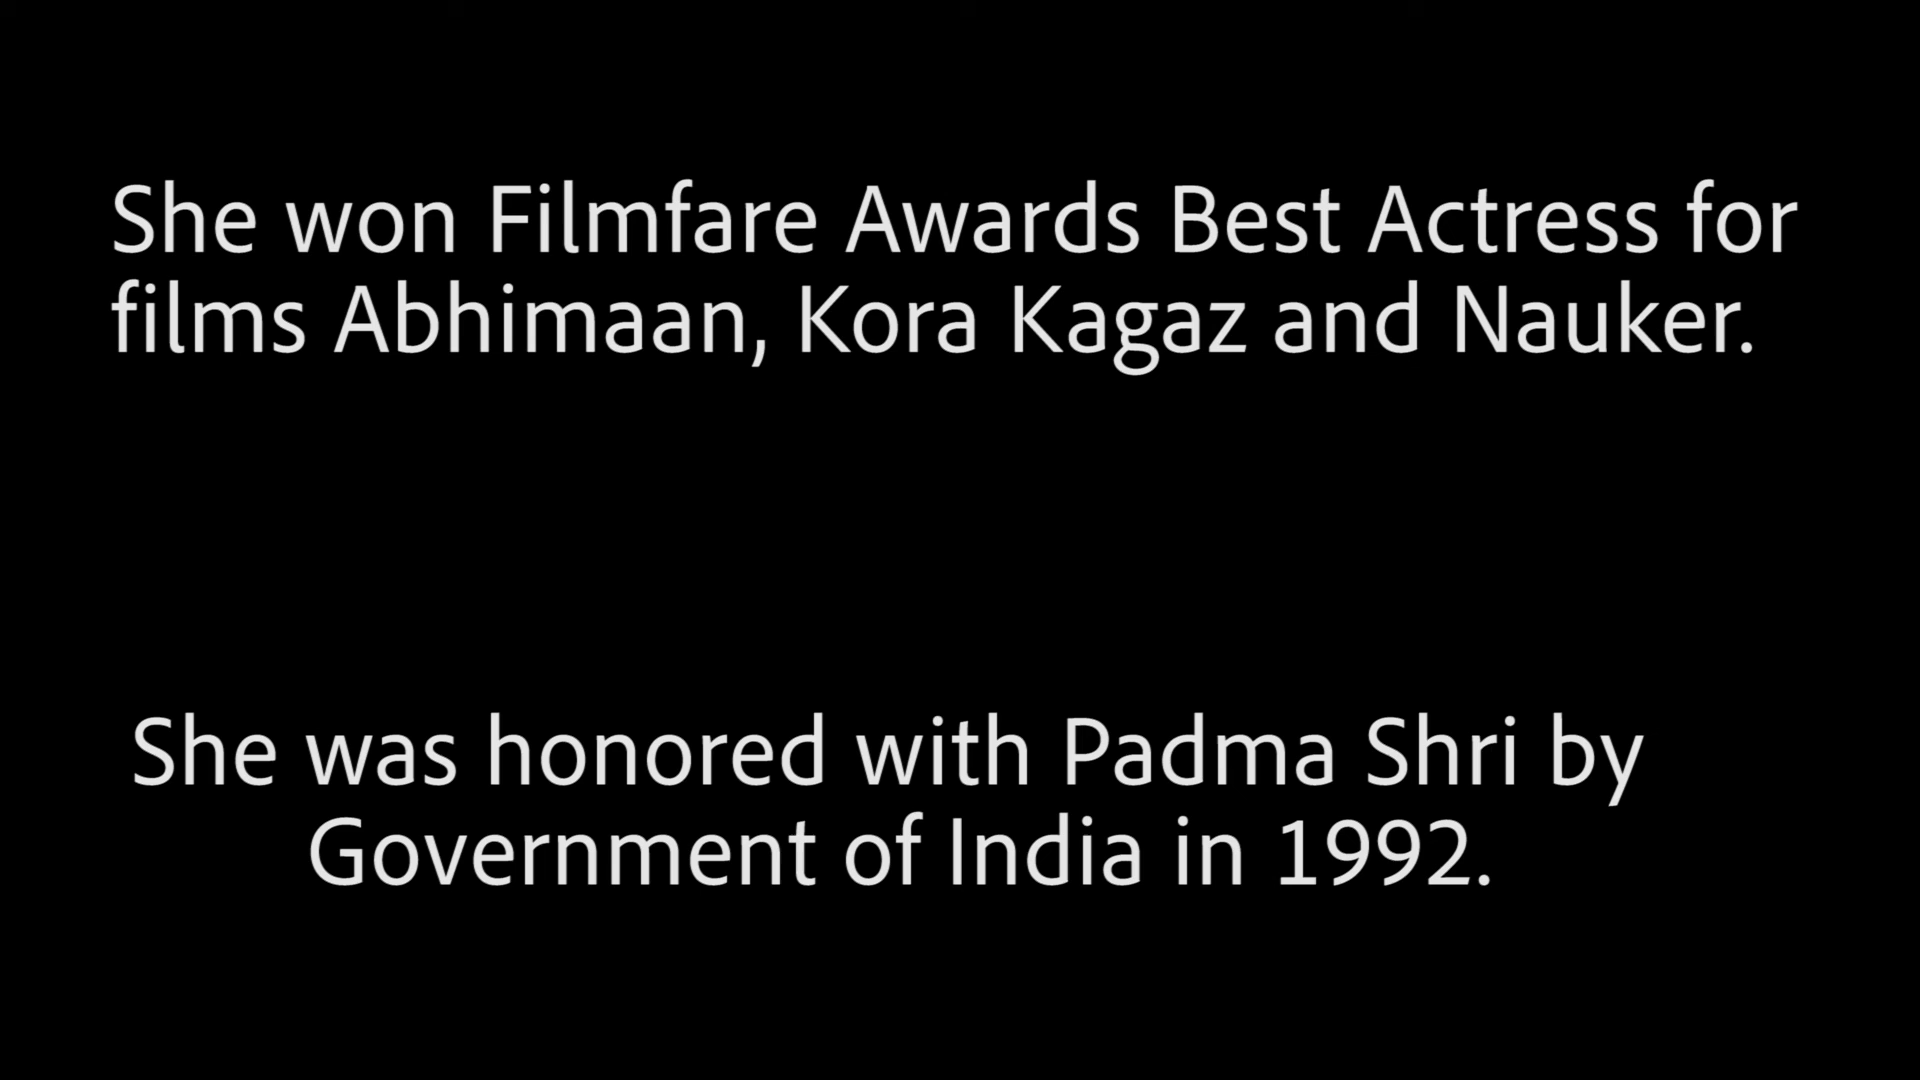 She won Filmfare Awards Best Actress for
films Abhimaan, Kora Kagaz and Nauker.
She was honored with Padma Shri by
Government of India in 1992.